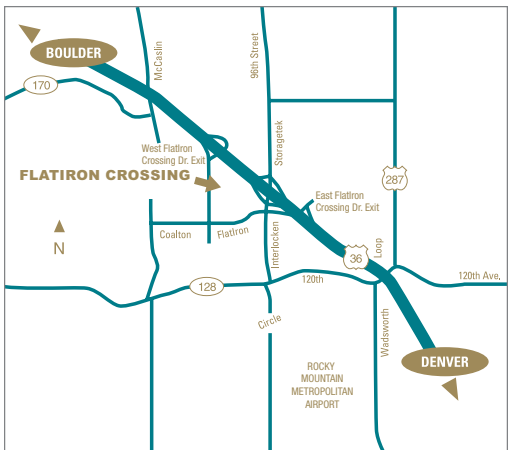 BOULDER
McCaslin
96th Street
170
Storagetek
West FlatIron
Crossing Dr. Exit
FLATIRON CROSSING
287
East FlatIron
Crossing Dr. Exit
N
Coalton
FlatIron
Interlocken
Loop
36
128
120th
120th Ave.
Circle
Wadsworth
DENVER
ROCKY
MOUNTAIN
METROPOLITAN
AIRPORT